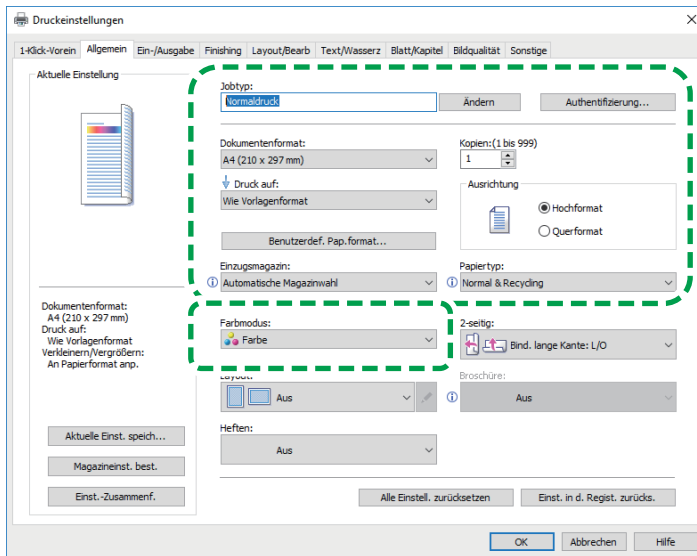 Druckeinstellungen
1-Klick-Vorein Allgemein Ein-/Ausgabe Finishing Layout/Bearb Text/Wasserz Blatt/Kapitel Bildqualität Sonstige
Aktuelle Einstellung
Jobtyp:
Normaldruck
Ändern
Authentifizierung...
Dokumentenformat:
A4 (210 x 297 mm)
Kopien:(1 bis 999)
1
Druck auf:
Wie Vorlagenformat
Ausrichtung
Hochformat
Querformat
Benutzerdef. Pap.format...
Einzugsmagazin:
Automatische Magazinwahl
Papiertyp:
Normal & Recycling
Dokumentenformat:
A4 (210 x 297 mm)
Druck auf:
Wie Vorlagenformat
Verkleinern/Vergrößern:
An Papierformat anp.
Farbmodus:
Farbe
2-seitig:
Bind. lange Kante: L/O
Layout:
Aus
Broschüre:
Aus
Heften:
Aus
Aktuelle Einst. speich...
Magazineinst. best.
Einst.-Zusammenf.
Alle Einstell. zurücksetzen
Einst. in d. Regist. zurücks.
OK
Abbrechen
Hilfe